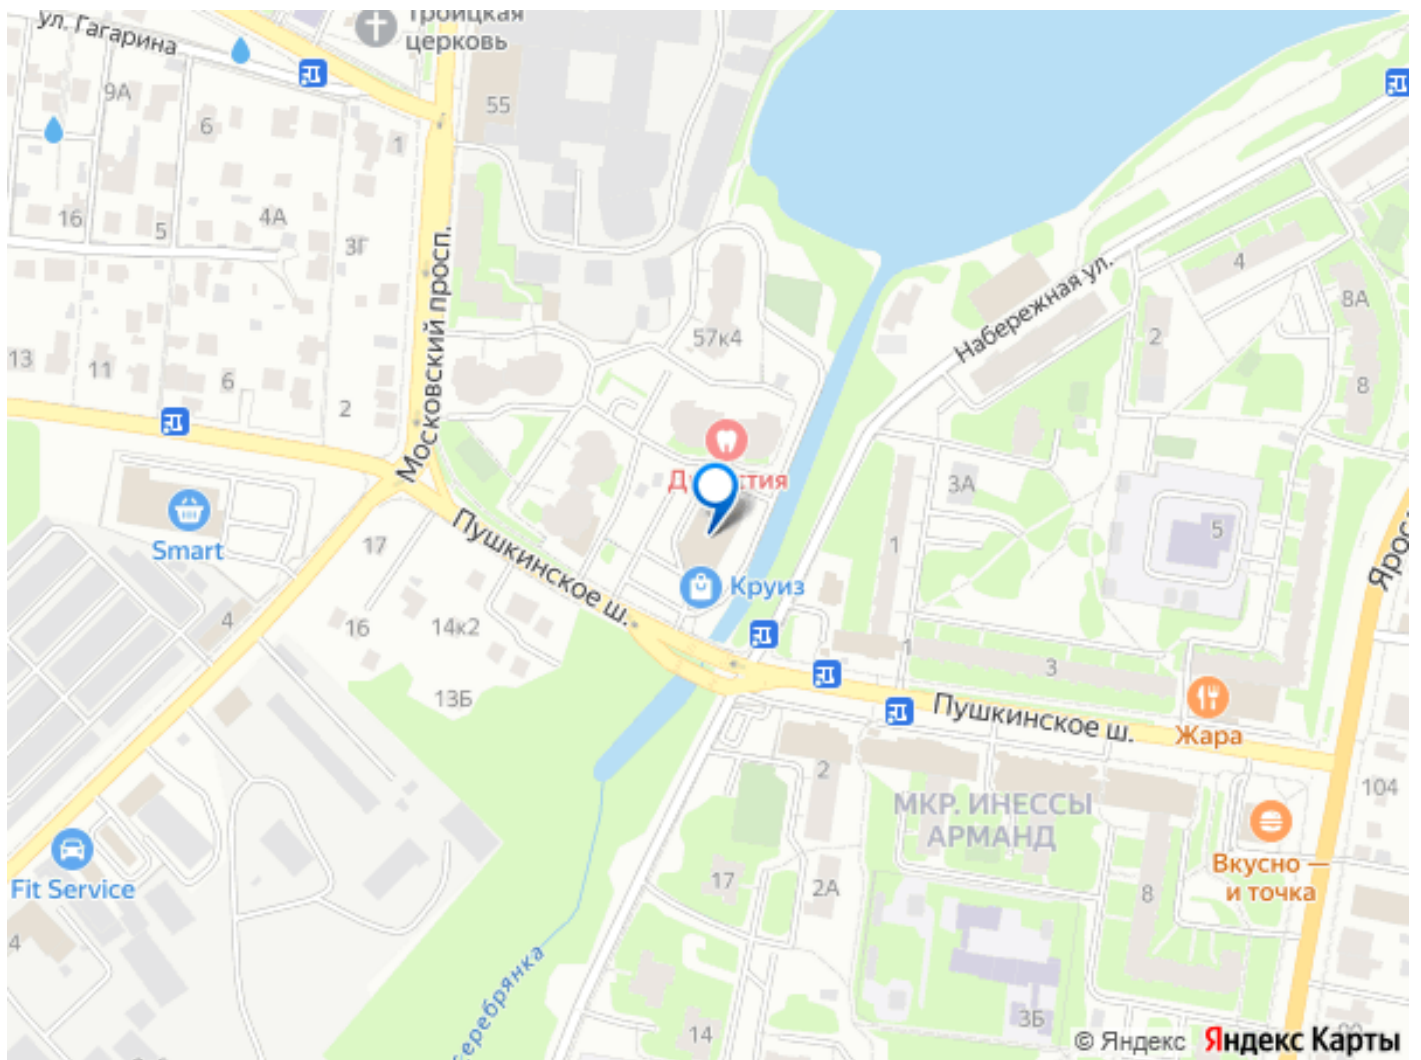 Троицкая
церковь
ул. Гагарина
9А
55
6
1
16
5
4А
3Г
Московский просп.
57к4
Набережная ул.
4
2
8А
8
13
11
6
2
3А
5
1
Smart
17
Пушкинское ш.
Круиз
4
16
14к2
13Б
1
3
Пушкинское ш.
Жара
2
МКР. ИНЕССЫ
АРМАНД
104
Вкусно —
и точка
Fit Service
17
2А
8
4
14
3Б
© Яндекс Яндекс Карты